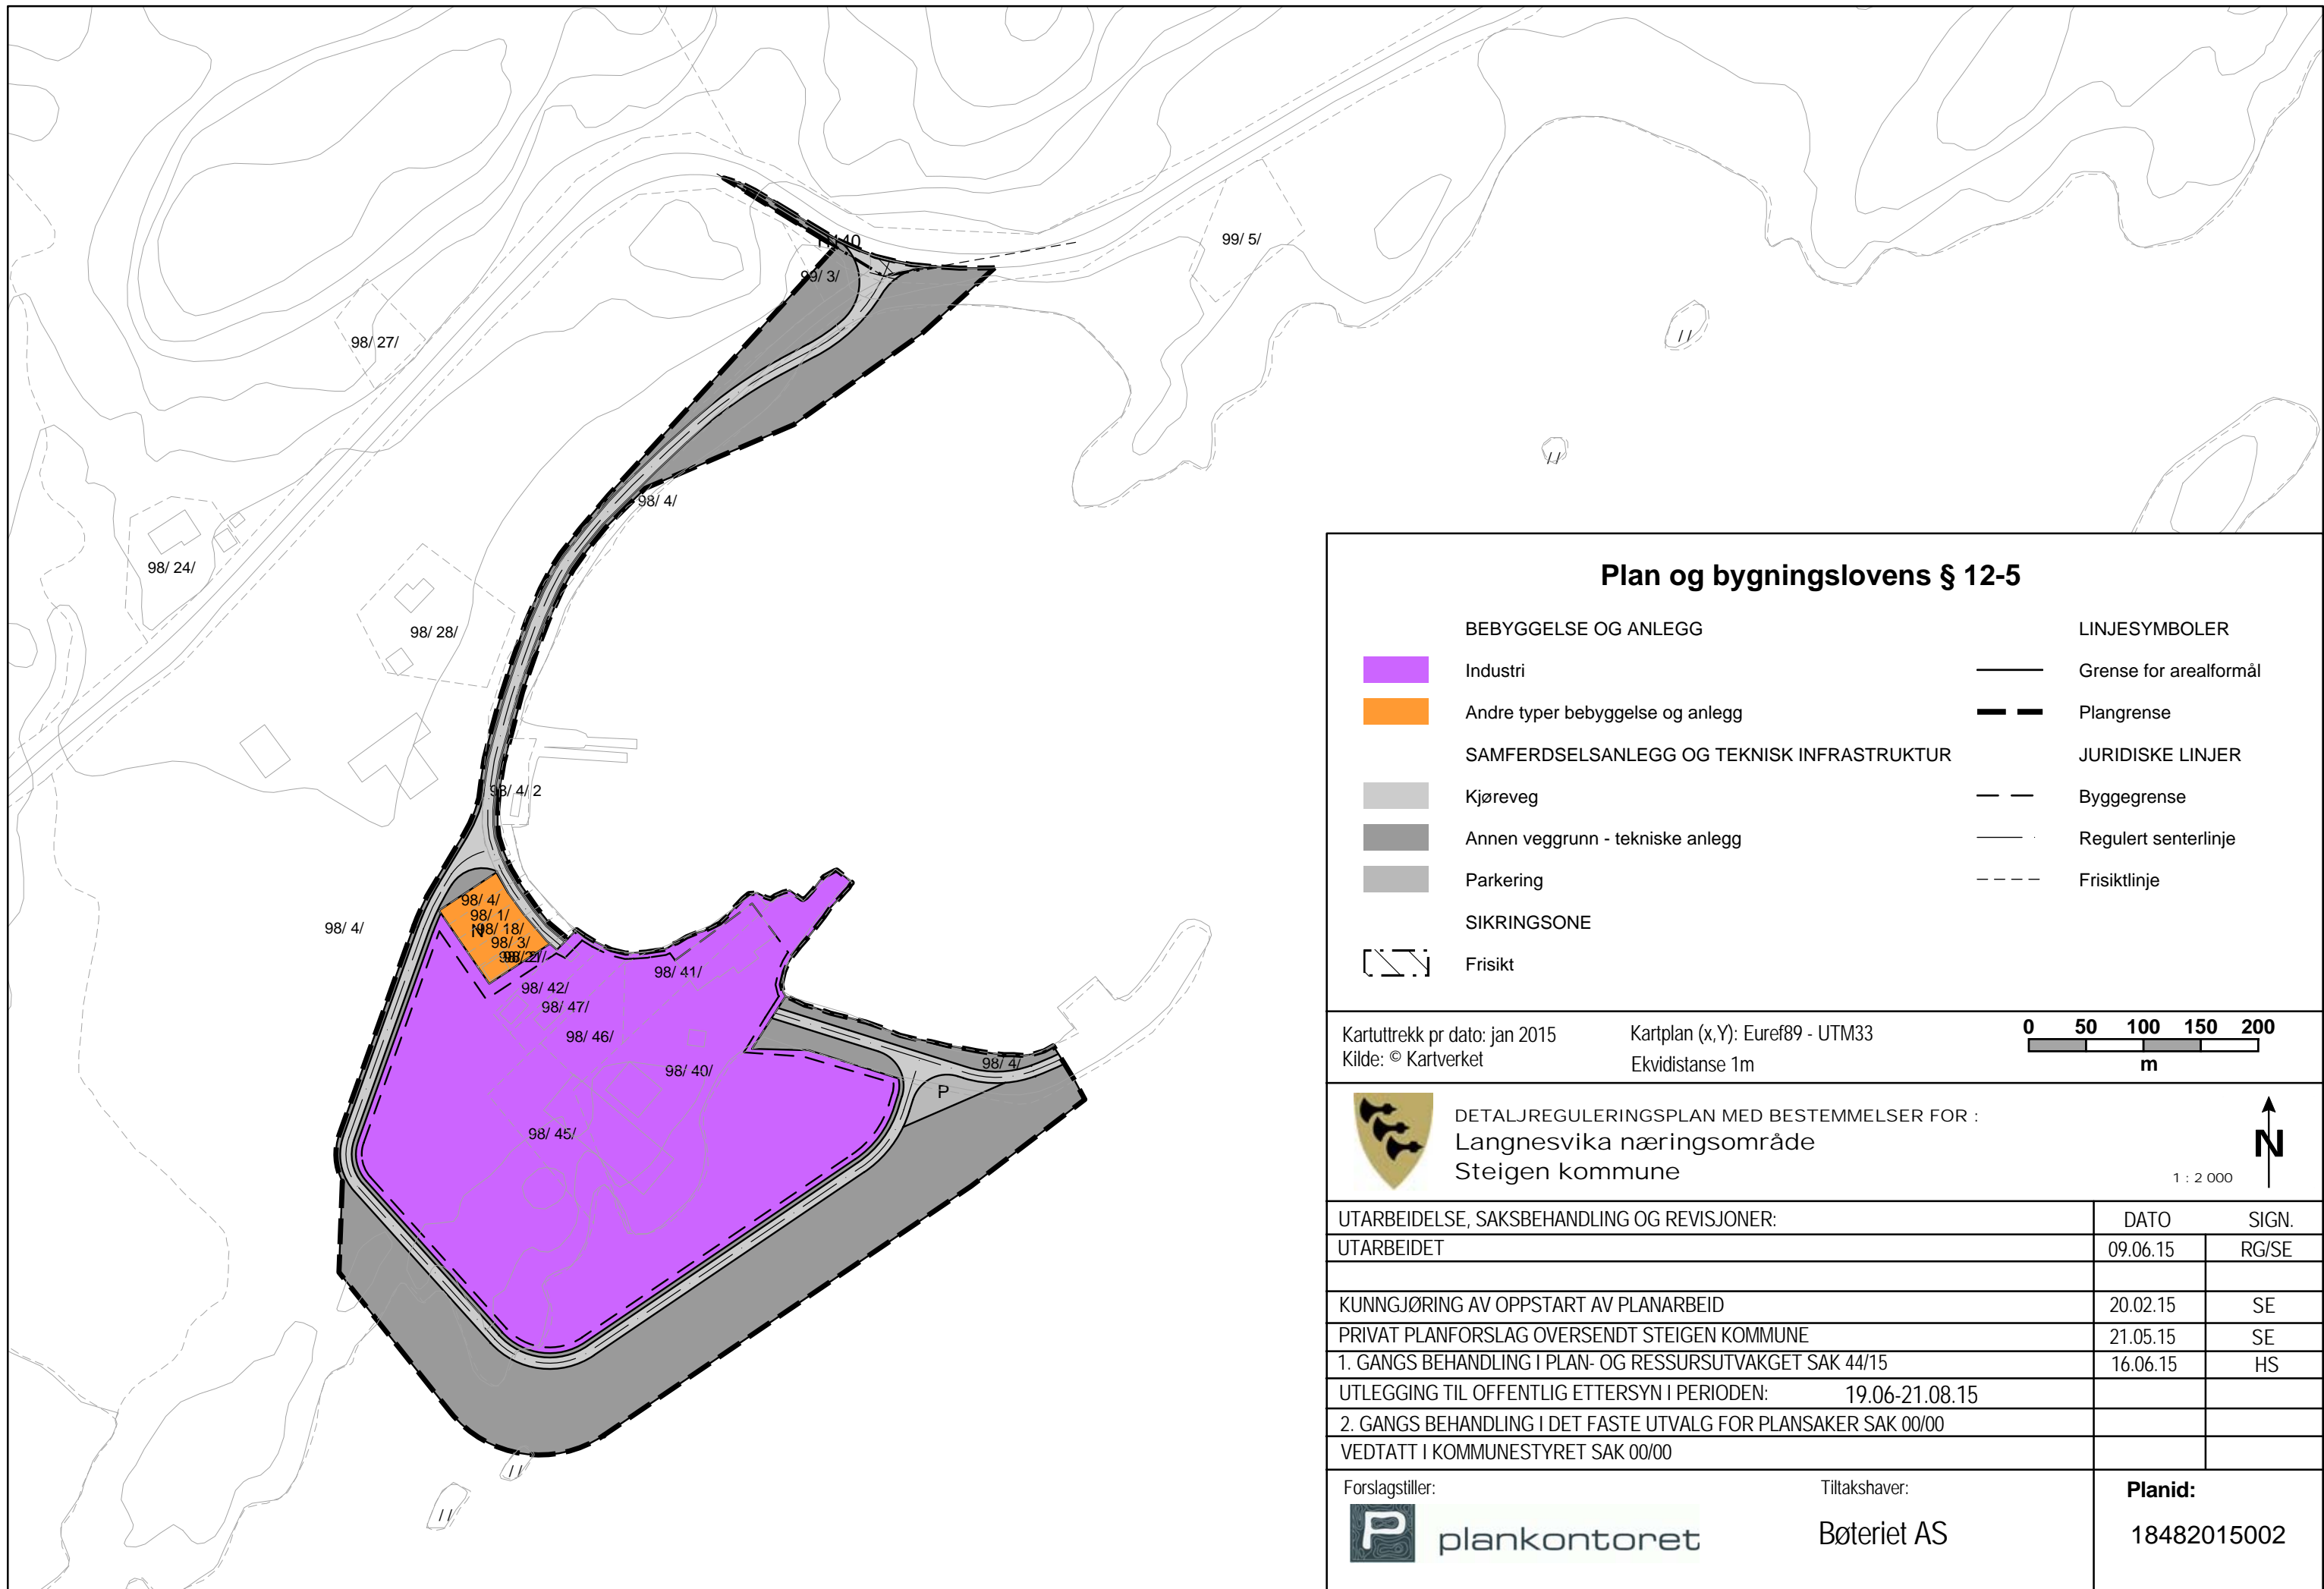 H140
99/ 3/
99/ 5/
98/ 27/
98/ 4/
98/ 24/
98/ 28/
98/ 4/ 2
98/ 4/
98/ 4/
98/ 1/
N
98/ 18/
98/ 3/
98/ 42/
98/ 47/
98/ 46/
98/ 41/
98/ 40/
98/ 45/
98/ 4/
P
/ /
/ /
/ /
/ /
Plan og bygningslovens § 12-5
BEBYGGELSE OG ANLEGG
Industri
Andre typer bebyggelse og anlegg
SAMFERDSELSANLEGG OG TEKNISK INFRASTRUKTUR
Kjøreveg
Annen veggrunn - tekniske anlegg
Parkering
SIKRINGSONE
Frisikt
LINJESYMBOLER
Grense for arealformål
Plangrense
JURIDISKE LINJER
Byggegrense
Regulert senterlinje
Frisiktlinje
Kartuttrekk pr dato: jan 2015
Kilde: © Kartverket
Kartplan (x,Y): Euref89 - UTM33
Ekvidistanse 1m
0 50 100 150 200
m
DETALJREGULERINGSPLAN MED BESTEMMELSER FOR :
Langnesvika næringsområde
Steigen kommune
N
1 : 2 000
UTARBEIDELSE, SAKSBEHANDLING OG REVISJONER: DATO SIGN.
UTARBEIDET 09.06.15 RG/SE
KUNNGJØRING AV OPPSTART AV PLANARBEID 20.02.15 SE
PRIVAT PLANFORSLAG OVERSENDT STEIGEN KOMMUNE 21.05.15 SE
1. GANGS BEHANDLING I PLAN- OG RESSURSUTVAKGET SAK 44/15 16.06.15 HS
UTLEGGING TIL OFFENTLIG ETTERSYN I PERIODEN: 19.06-21.08.15
2. GANGS BEHANDLING I DET FASTE UTVALG FOR PLANSAKER SAK 00/00
VEDTATT I KOMMUNESTYRET SAK 00/00
Forslagstiller:
P plankontoret
Tiltakshaver:
Bøteriet AS
Planid:
18482015002